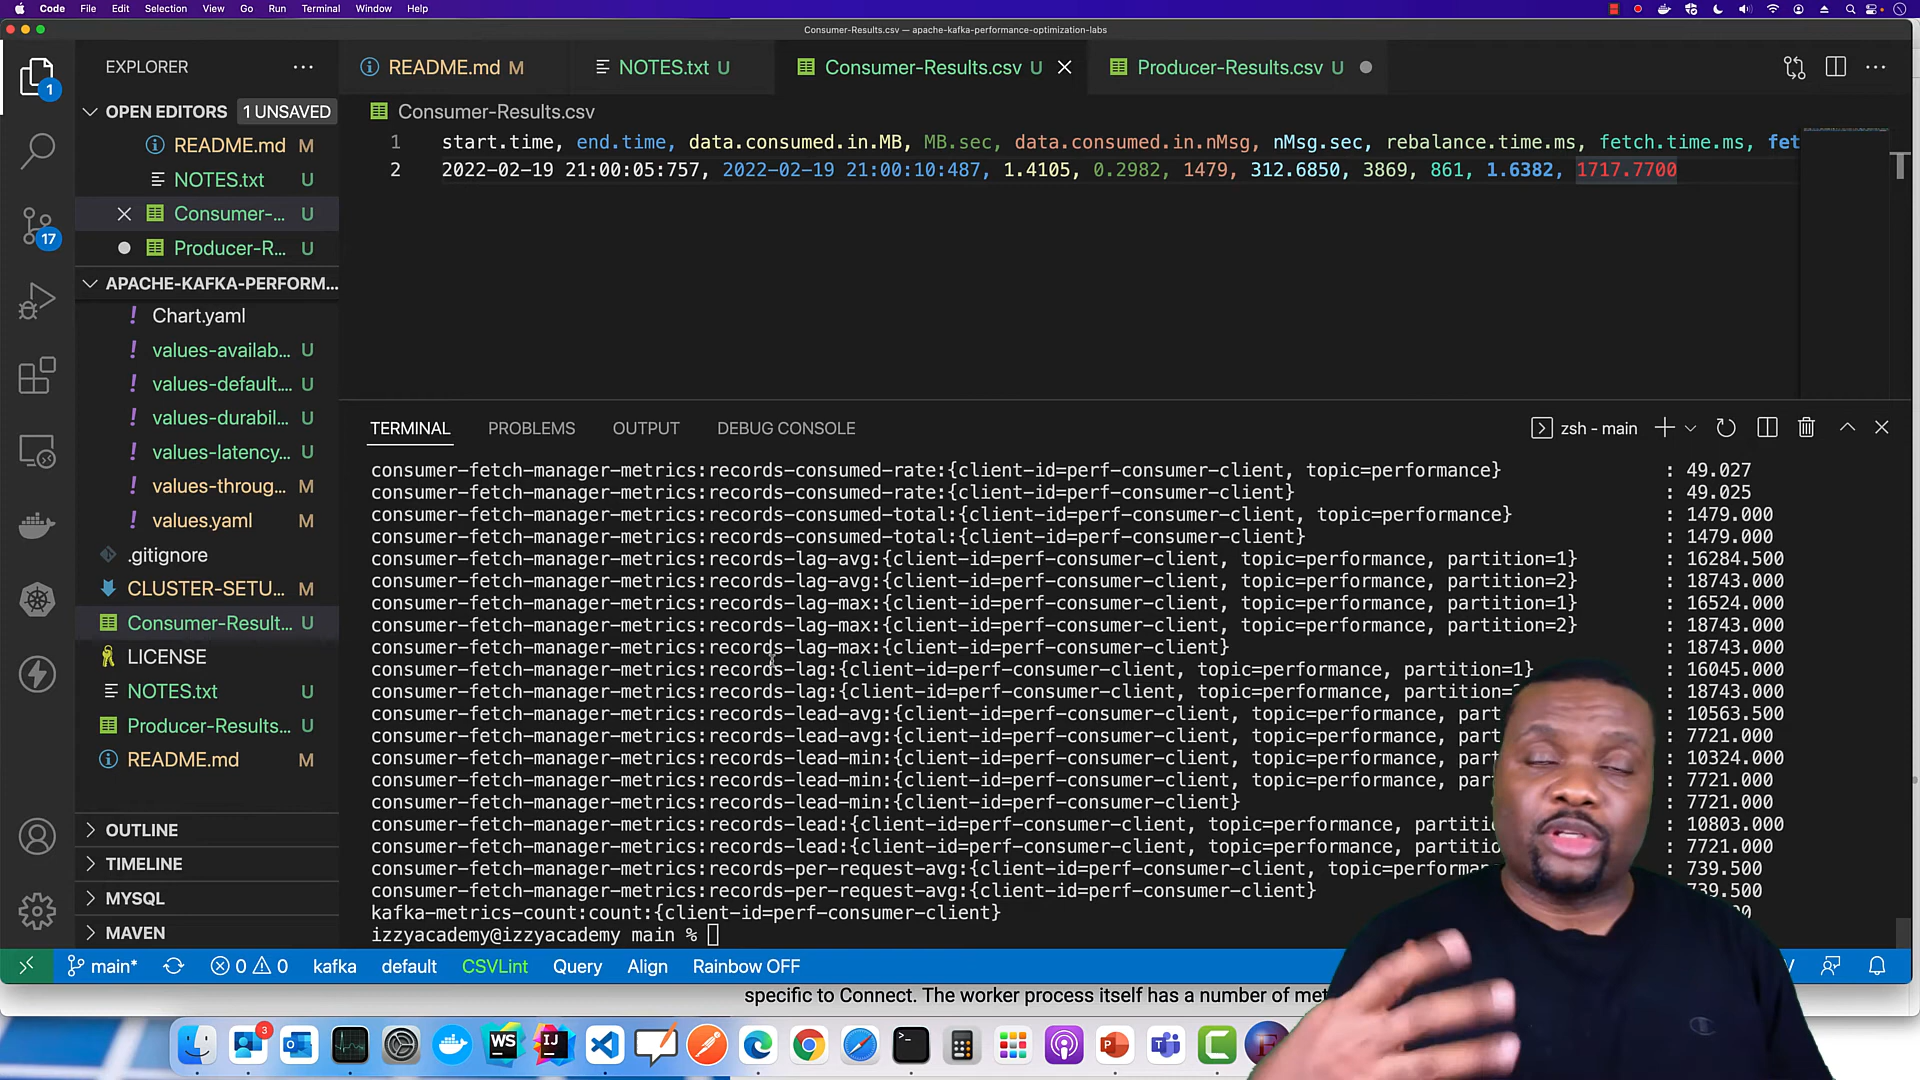 Code File Edit Selection View Go Run Terminal Window Help
Consumer-Results.csv — apache-kafka-performance-optimization-labs
EXPLORER
README.md M
NOTES.txt U
Consumer-Results.csv U
Producer-Results.csv U
1
OPEN EDITORS 1 UNSAVED
README.md M
NOTES.txt U
Consumer-... U
Producer-R... U
17
Consumer-Results.csv
1 start.time, end.time, data.consumed.in.MB, MB.sec, data.consumed.in.nMsg, nMsg.sec, rebalance.time.ms, fetch.time.ms, fet
2 2022-02-19 21:00:05:757, 2022-02-19 21:00:10:487, 1.4105, 0.2982, 1479, 312.6850, 3869, 861, 1.6382, 1717.7700
APACHE-KAFKA-PERFORM...
Chart.yaml
values-availab... U
values-default.... U
values-durabil... U
values-latency... U
values-throug... M
values.yaml M
.gitignore
CLUSTER-SETU... M
Consumer-Result... U
LICENSE
NOTES.txt U
Producer-Results... U
README.md M
OUTLINE
TIMELINE
MYSQL
MAVEN
TERMINAL PROBLEMS OUTPUT DEBUG CONSOLE
zsh - main
consumer-fetch-manager-metrics:records-consumed-rate:{client-id=perf-consumer-client, topic=performance} : 49.027
consumer-fetch-manager-metrics:records-consumed-rate:{client-id=perf-consumer-client} : 49.025
consumer-fetch-manager-metrics:records-consumed-total:{client-id=perf-consumer-client, topic=performance} : 1479.000
consumer-fetch-manager-metrics:records-consumed-total:{client-id=perf-consumer-client} : 1479.000
consumer-fetch-manager-metrics:records-lag-avg:{client-id=perf-consumer-client, topic=performance, partition=1} : 16284.500
consumer-fetch-manager-metrics:records-lag-avg:{client-id=perf-consumer-client, topic=performance, partition=2} : 18743.000
consumer-fetch-manager-metrics:records-lag-max:{client-id=perf-consumer-client, topic=performance, partition=1} : 16524.000
consumer-fetch-manager-metrics:records-lag-max:{client-id=perf-consumer-client, topic=performance, partition=2} : 18743.000
consumer-fetch-manager-metrics:records-lag-max:{client-id=perf-consumer-client} : 18743.000
consumer-fetch-manager-metrics:records-lag:{client-id=perf-consumer-client, topic=performance, partition=1} : 16045.000
consumer-fetch-manager-metrics:records-lag:{client-id=perf-consumer-client, topic=performance, partition= : 18743.000
consumer-fetch-manager-metrics:records-lead-avg:{client-id=perf-consumer-client, topic=performance, part : 10563.500
consumer-fetch-manager-metrics:records-lead-avg:{client-id=perf-consumer-client, topic=performance, part : 7721.000
consumer-fetch-manager-metrics:records-lead-min:{client-id=perf-consumer-client, topic=performance, part : 10324.000
consumer-fetch-manager-metrics:records-lead-min:{client-id=perf-consumer-client, topic=performance, part : 7721.000
consumer-fetch-manager-metrics:records-lead-min:{client-id=perf-consumer-client} : 7721.000
consumer-fetch-manager-metrics:records-lead:{client-id=perf-consumer-client, topic=performance, partiti : 10803.000
consumer-fetch-manager-metrics:records-lead:{client-id=perf-consumer-client, topic=performance, partiti : 7721.000
consumer-fetch-manager-metrics:records-per-request-avg:{client-id=perf-consumer-client, topic=performa : 739.500
consumer-fetch-manager-metrics:records-per-request-avg:{client-id=perf-consumer-client} 739.500
kafka-metrics-count:count:{client-id=perf-consumer-client}
izzyacademy@izzyacademy main %
main* 0 0 kafka default CSVLint Query Align Rainbow OFF
specific to Connect. The worker process itself has a number of met
3
WS
IJ